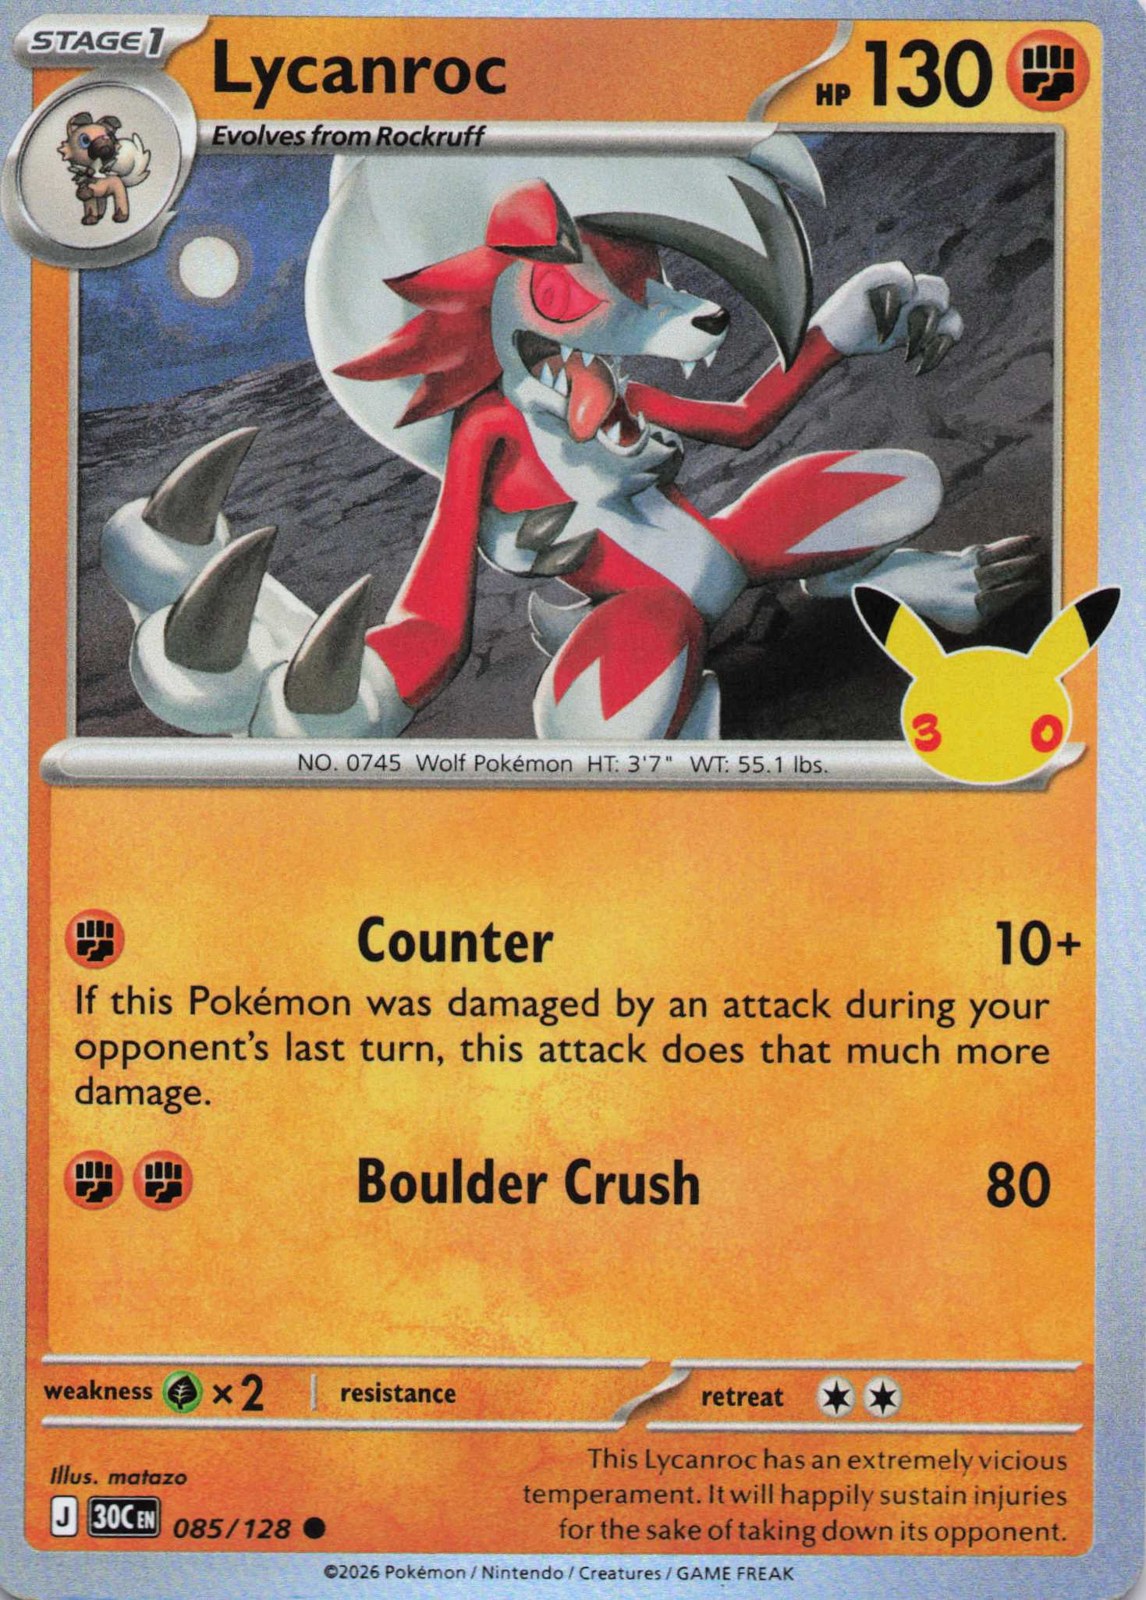 STAGE 1
Lycanroc
HP 130
Evolves from Rockruff
30
NO. 0745 Wolf Pokémon HT: 3'7" WT: 55.1 lbs.
Counter 10+
If this Pokémon was damaged by an attack during your
opponent's last turn, this attack does that much more
damage.
Boulder Crush 80
weakness ×2 resistance retreat
Illus. matazo
This Lycanroc has an extremely vicious
temperament. It will happily sustain injuries
for the sake of taking down its opponent.
J 30C EN 085/128
©2026 Pokémon / Nintendo / Creatures / GAME FREAK